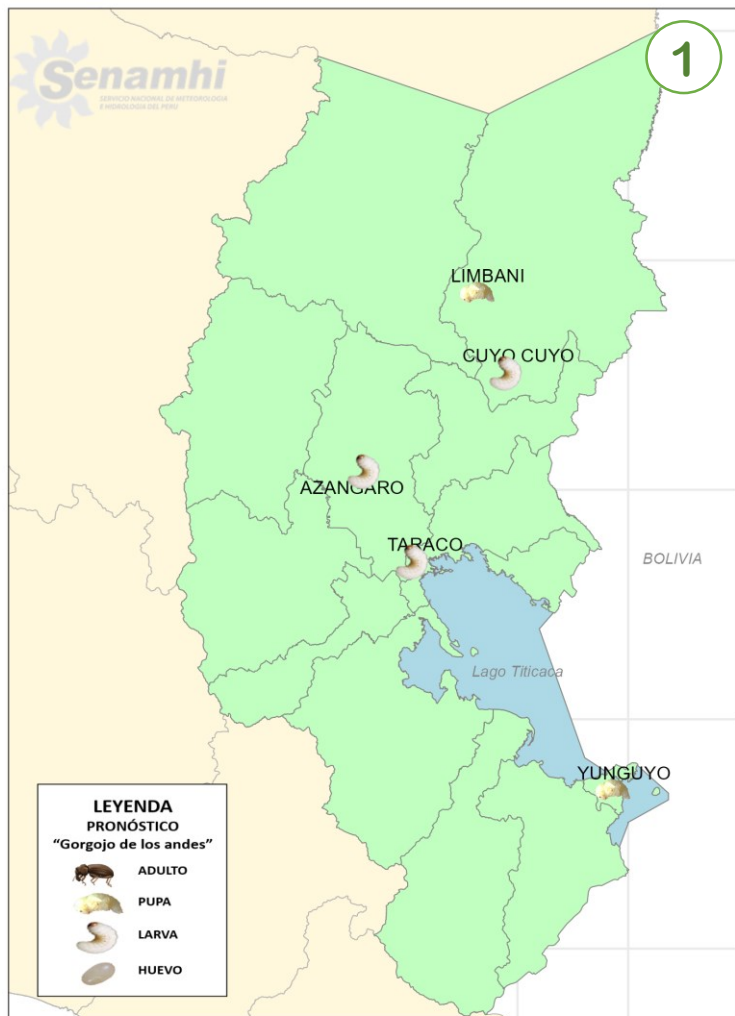 1
Senamhi
SERVICIO NACIONAL DE METEOROLOGÍA
E HIDROLOGÍA DEL PERÚ
LIMBANI
CUYO CUYO
AZANGARO
TARACO
BOLIVIA
Lago Titicaca
YUNGUYO
LEYENDA
PRONÓSTICO
“Gorgojo de los andes”
ADULTO
PUPA
LARVA
HUEVO